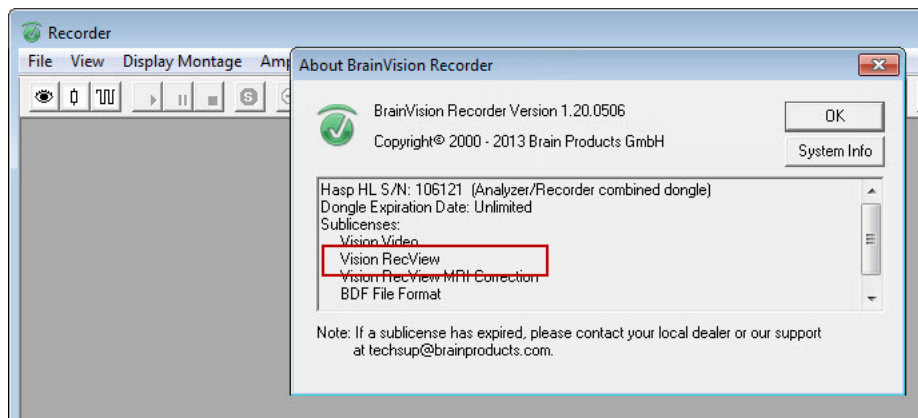 Recorder
File View Display Montage
About BrainVision Recorder
BrainVision Recorder Version 1.20.0506
OK
Copyright© 2000 - 2013 Brain Products GmbH
System Info
Hasp HL S/N: 106121 (Analyzer/Recorder combined dongle)
Dongle Expiration Date: Unlimited
Sublicenses:
Vision Video
Vision RecView
Vision RecView MRI Correction
BDF File Format
Note: If a sublicense has expired, please contact your local dealer or our support
at techsup@brainproducts.com.